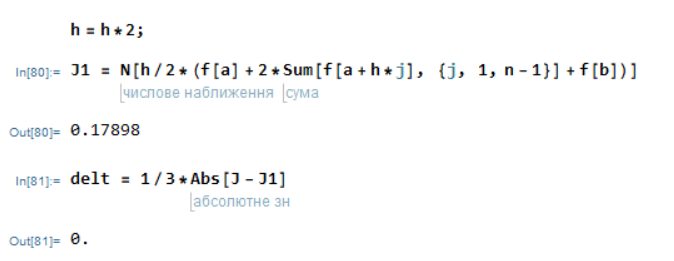 h = h * 2;
In[80]:= J1 = N[h / 2 * (f[a] + 2 * Sum[f[a + h * j], {j, 1, n - 1}] + f[b])]
числове наближення сума
Out[80]= 0.17898
In[81]:= delt = 1 / 3 * Abs[J - J1]
абсолютне зн
Out[81]= 0.